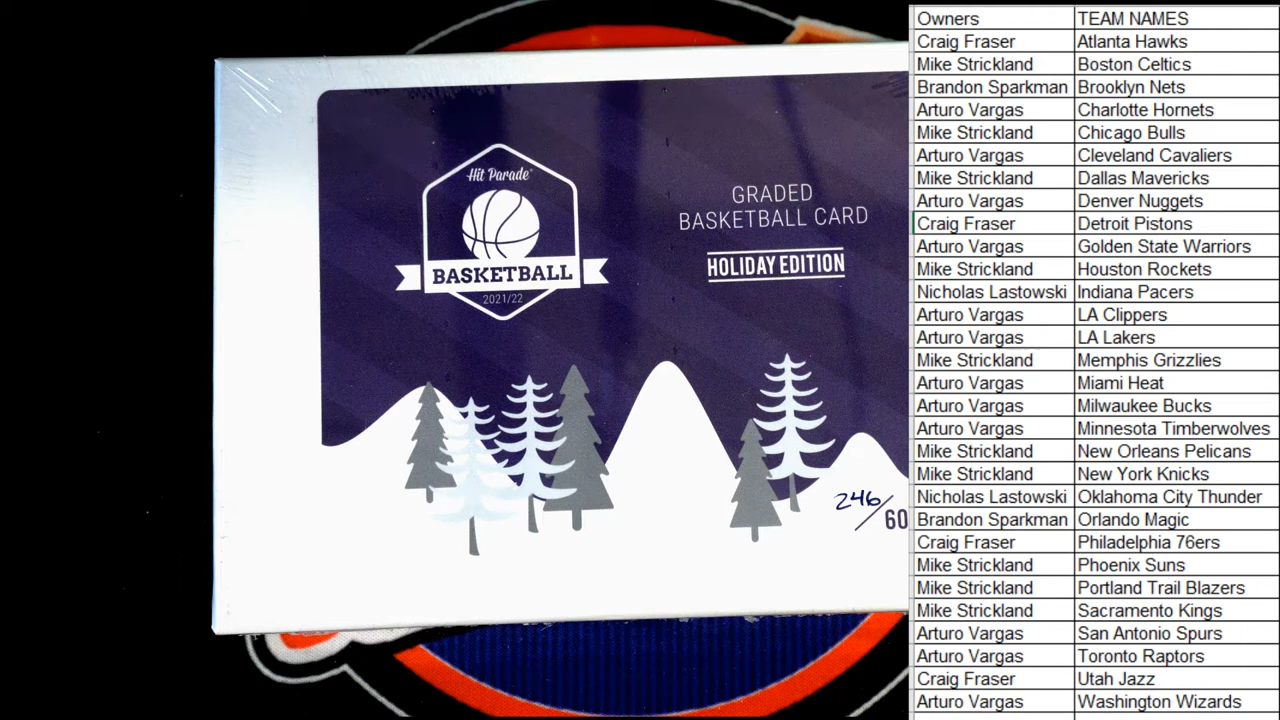 Hit Parade
BASKETBALL
2021/22
GRADED
BASKETBALL CARD
HOLIDAY EDITION
246/60
Owners TEAM NAMES
Craig Fraser Atlanta Hawks
Mike Strickland Boston Celtics
Brandon Sparkman Brooklyn Nets
Arturo Vargas Charlotte Hornets
Mike Strickland Chicago Bulls
Arturo Vargas Cleveland Cavaliers
Mike Strickland Dallas Mavericks
Arturo Vargas Denver Nuggets
Craig Fraser Detroit Pistons
Arturo Vargas Golden State Warriors
Mike Strickland Houston Rockets
Nicholas Lastowski Indiana Pacers
Arturo Vargas LA Clippers
Arturo Vargas LA Lakers
Mike Strickland Memphis Grizzlies
Arturo Vargas Miami Heat
Arturo Vargas Milwaukee Bucks
Arturo Vargas Minnesota Timberwolves
Mike Strickland New Orleans Pelicans
Mike Strickland New York Knicks
Nicholas Lastowski Oklahoma City Thunder
Brandon Sparkman Orlando Magic
Craig Fraser Philadelphia 76ers
Mike Strickland Phoenix Suns
Mike Strickland Portland Trail Blazers
Mike Strickland Sacramento Kings
Arturo Vargas San Antonio Spurs
Arturo Vargas Toronto Raptors
Craig Fraser Utah Jazz
Arturo Vargas Washington Wizards